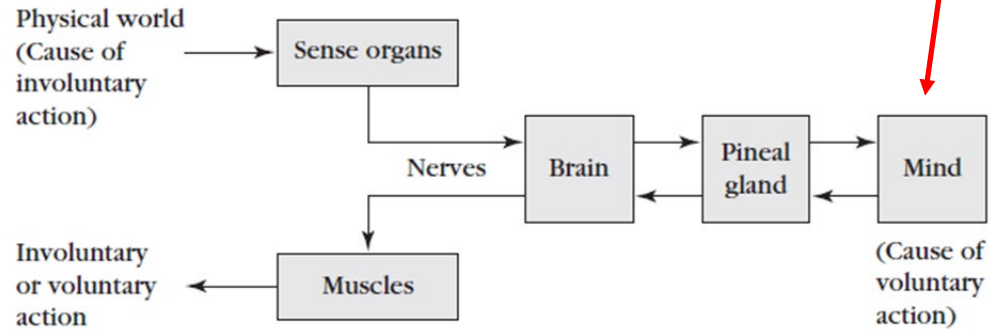 Physical world
(Cause of
involuntary
action)
Sense organs
Nerves
Brain
Pineal
gland
Mind
(Cause of
voluntary
action)
Muscles
Involuntary
or voluntary
action